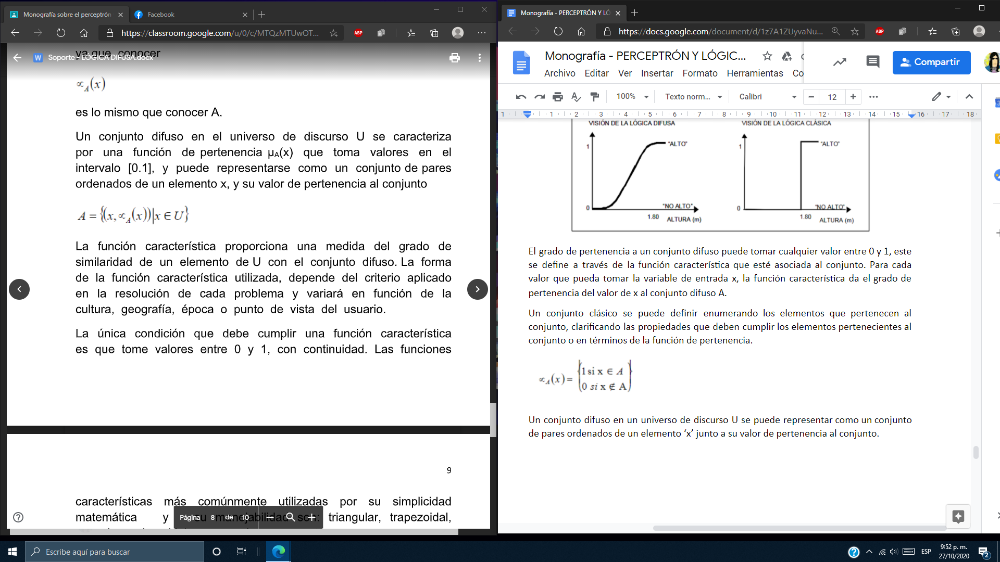 Monografía sobre el perceptrón
Facebook
https://classroom.google.com/u/0/c/MTQzMTUwOT...
ABP
ya que conocer
W
Soporte - LÓGICA DIFUSA.docx
∝A(x)
es lo mismo que conocer A.
Un conjunto difuso en el universo de discurso U se caracteriza
por una función de pertenencia μA(x) que toma valores en el
intervalo [0.1], y puede representarse como un conjunto de pares
ordenados de un elemento x, y su valor de pertenencia al conjunto
A = {(x, ∝A(x))|x ∈ U}
La función característica proporciona una medida del grado de
similaridad de un elemento de U con el conjunto difuso. La forma
de la función característica utilizada, depende del criterio aplicado
en la resolución de cada problema y variará en función de la
cultura, geografía, época o punto de vista del usuario.
La única condición que debe cumplir una función característica
es que tome valores entre 0 y 1, con continuidad. Las funciones
9
características más comúnmente utilizadas por su simplicidad
matemática y su manejabilidad son: triangular, trapezoidal,
Página 8 de 10
Monografía - PERCEPTRÓN Y LÓ
https://docs.google.com/document/d/1z7A1ZUyvaNu...
ABP
Monografía - PERCEPTRÓN Y LÓGIC...
Archivo Editar Ver Insertar Formato Herramientas Co
Compartir
100% Texto norm... Calibri 12
1 1 2 3 4 5 6 7 8 9 10 11 12 13 14 15 16 17 18
VISIÓN DE LA LÓGICA DIFUSA
VISIÓN DE LA LÓGICA CLÀSICA
1
"ALTO"
0
"NO ALTO"
1.80
ALTURA (m)
1
"ALTO"
0
"NO ALTO"
1.80
ALTURA (m)
El grado de pertenencia a un conjunto difuso puede tomar cualquier valor entre 0 y 1, este
se define a través de la función característica que esté asociada al conjunto. Para cada
valor que pueda tomar la variable de entrada x, la función característica da el grado de
pertenencia del valor de x al conjunto difuso A.
Un conjunto clásico se puede definir enumerando los elementos que pertenecen al
conjunto, clarificando las propiedades que deben cumplir los elementos pertenecientes al
conjunto o en términos de la función de pertenencia.
∝A(x) = {1 si x ∈ A
0 si x ∉ A}
Un conjunto difuso en un universo de discurso U se puede representar como un conjunto
de pares ordenados de un elemento ‘x’ junto a su valor de pertenencia al conjunto.
Escribe aquí para buscar
ESP
9:52 p. m.
27/10/2020
2